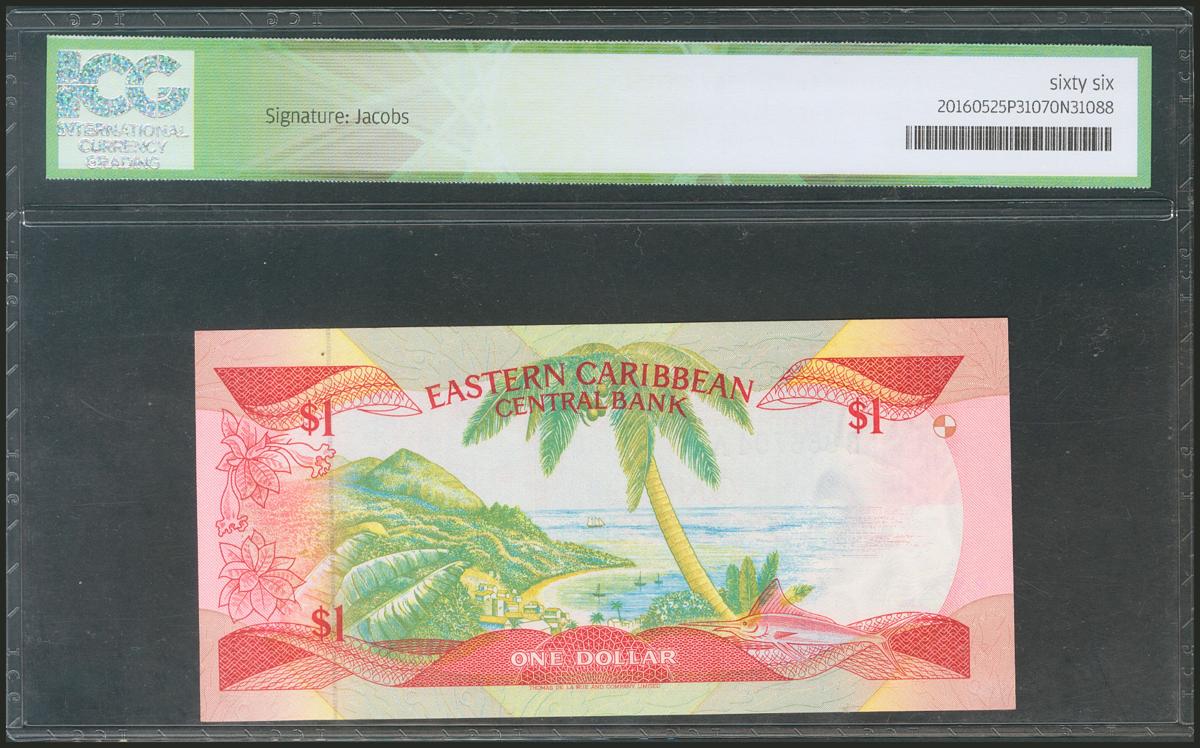 ICG
INTERNATIONAL
CURRENCY
GRADING
Signature: Jacobs
sixty six
20160525P31070N31088
EASTERN CARIBBEAN
CENTRAL BANK
$1
$1
$1
ONE DOLLAR
THOMAS DE LA RUE AND COMPANY LIMITED